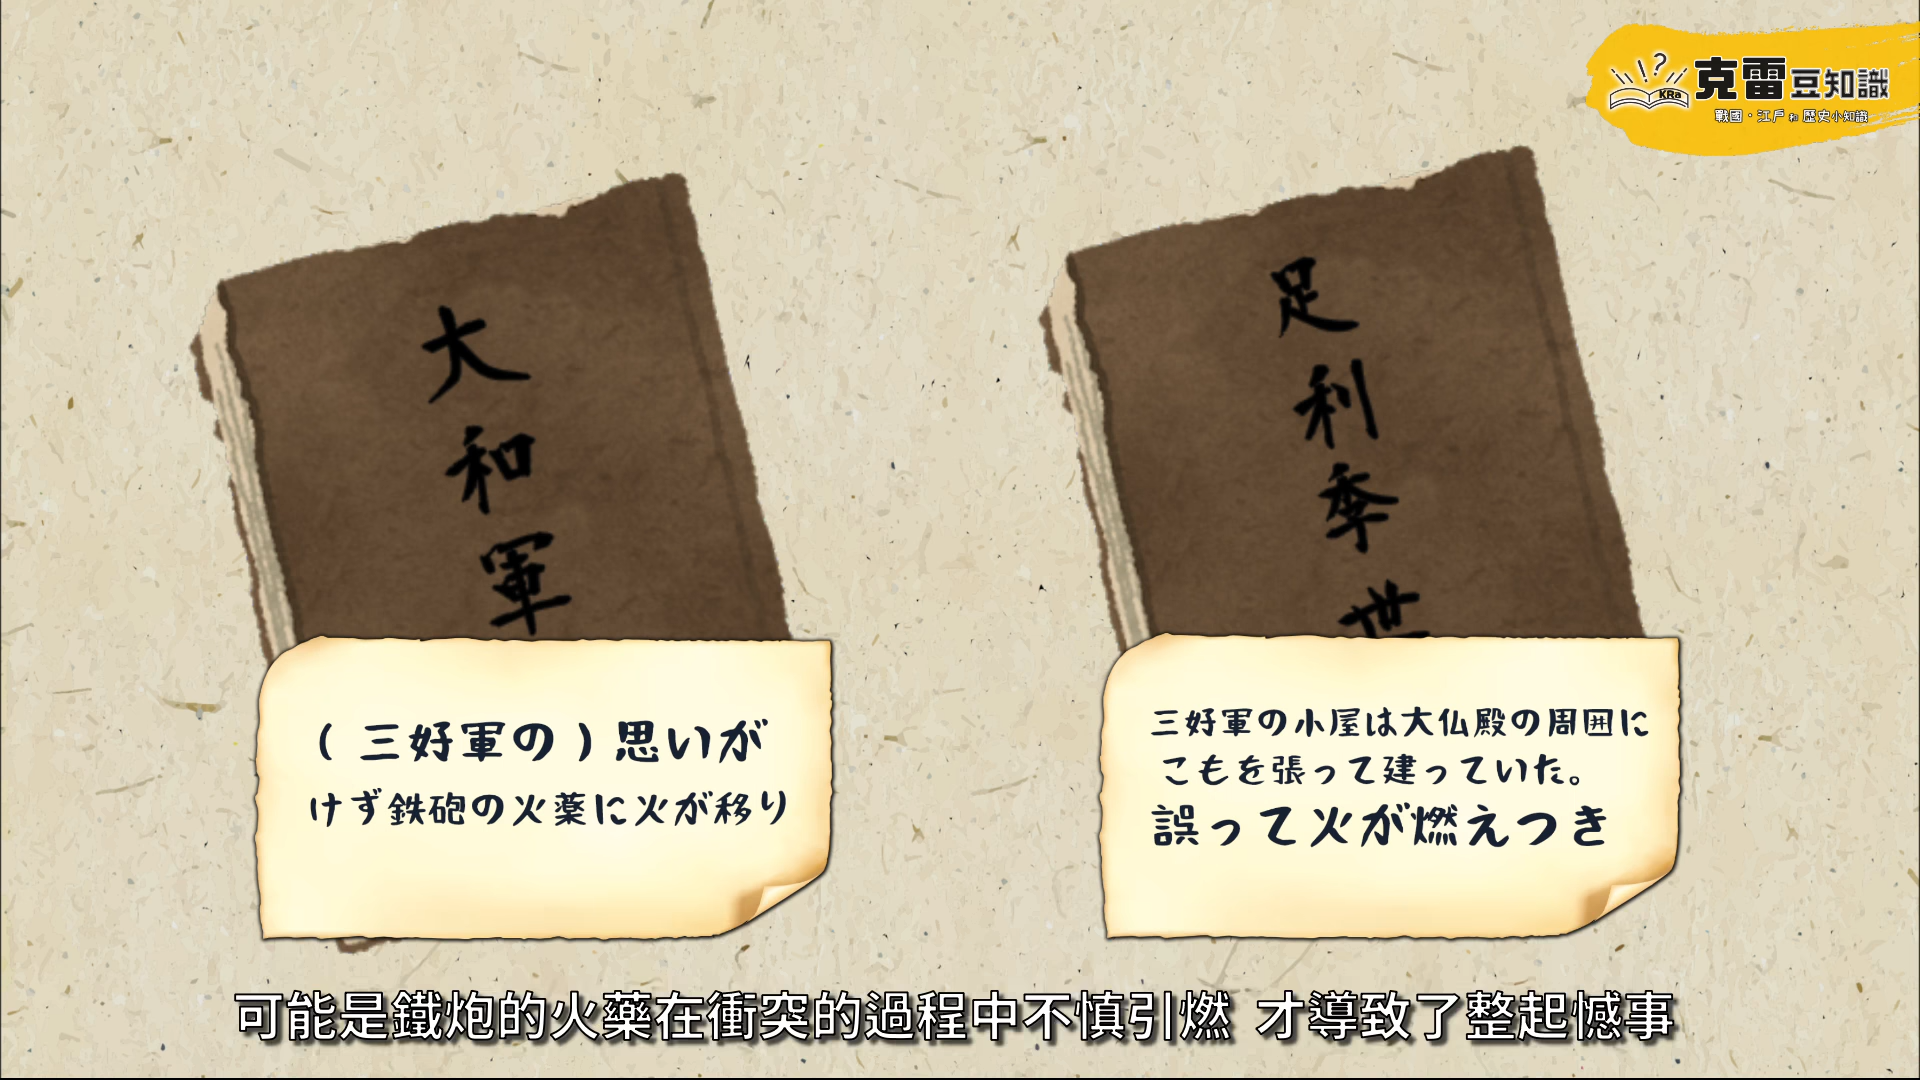 !?
KRa
克雷豆知識
戰國・江戶 和 歷史小知識
大和軍
足利季世
( 三好軍の ) 思いが
けず鉄砲の火薬に火が移り
三好軍の小屋は大仏殿の周囲に
こもを張って建っていた。
誤って火が燃えつき
可能是鐵炮的火藥在衝突的過程中不慎引燃 才導致了整起憾事